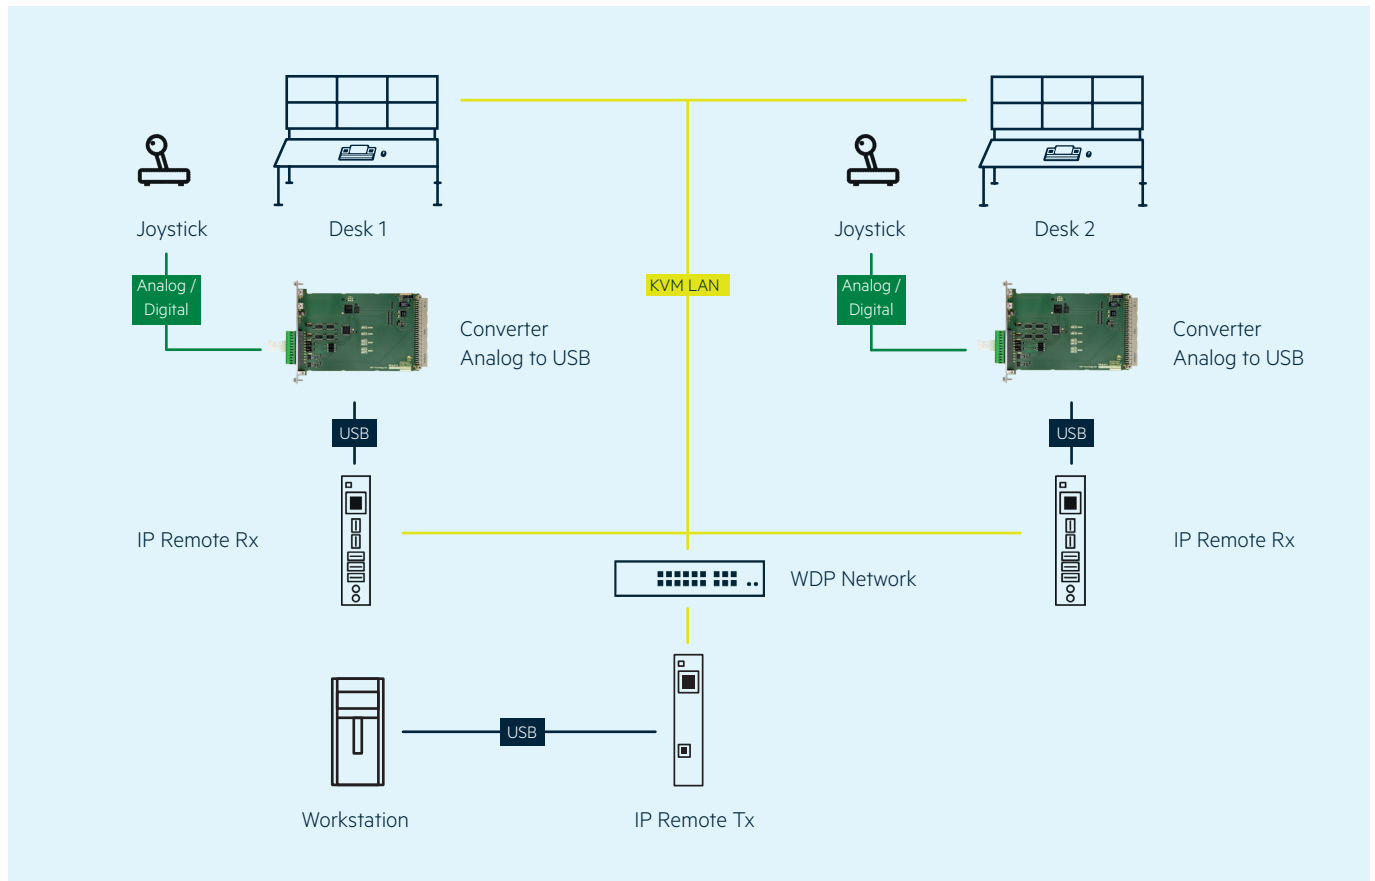 Joystick
Desk 1
Joystick
Desk 2
Analog /
Digital
KVM LAN
Analog /
Digital
Converter
Analog to USB
Converter
Analog to USB
USB
USB
IP Remote Rx
IP Remote Rx
WDP Network
USB
Workstation
IP Remote Tx